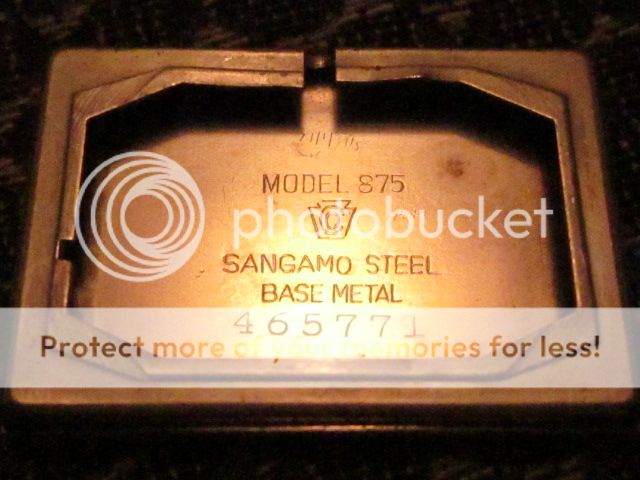 MODEL 875
photobucket
SANGAMO STEEL
BASE METAL
465771
Protect more of your memories for less!